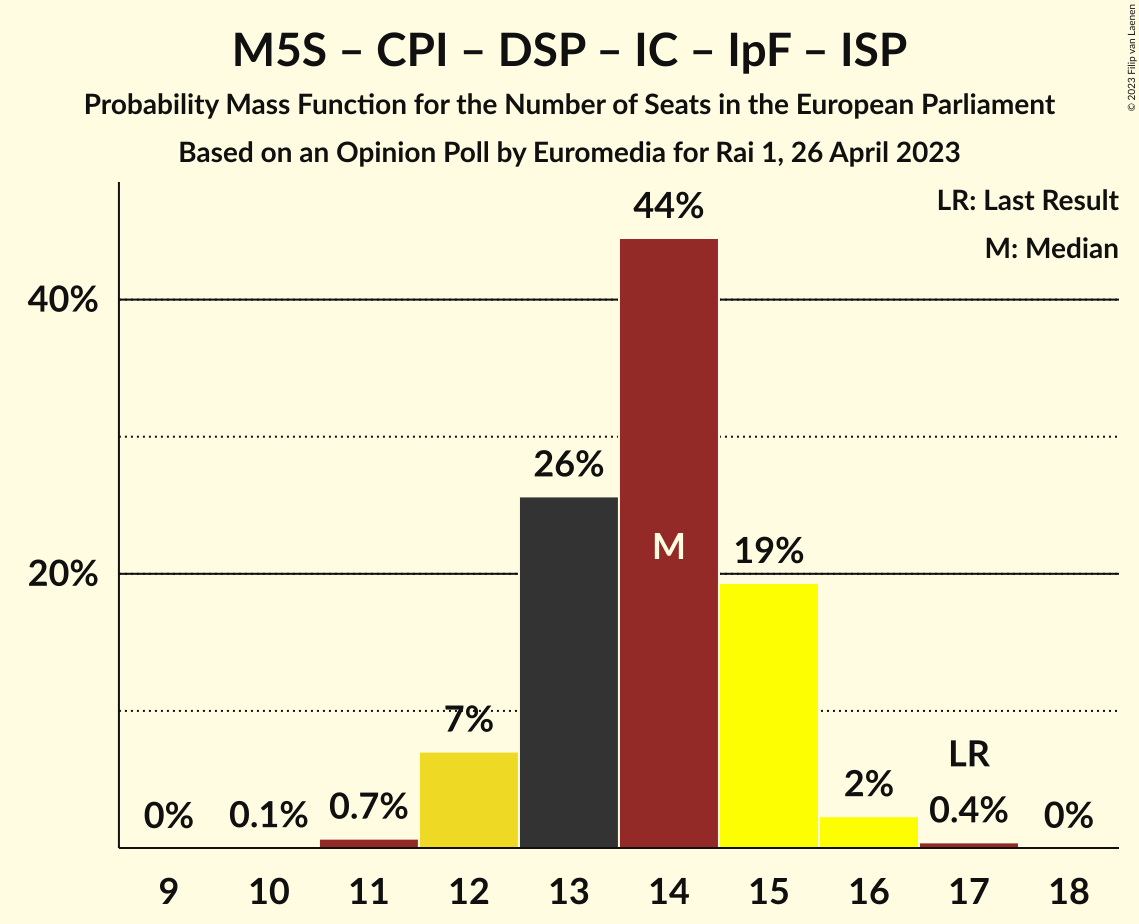 M5S – CPI – DSP – IC – IpF – ISP
Probability Mass Function for the Number of Seats in the European Parliament
Based on an Opinion Poll by Euromedia for Rai 1, 26 April 2023
© 2023 Filip van Laenen
LR: Last Result
M: Median
44%
40%
26%
M
19%
20%
7%
LR
2%
0% 0.1% 0.7% 0.4% 0%
9 10 11 12 13 14 15 16 17 18